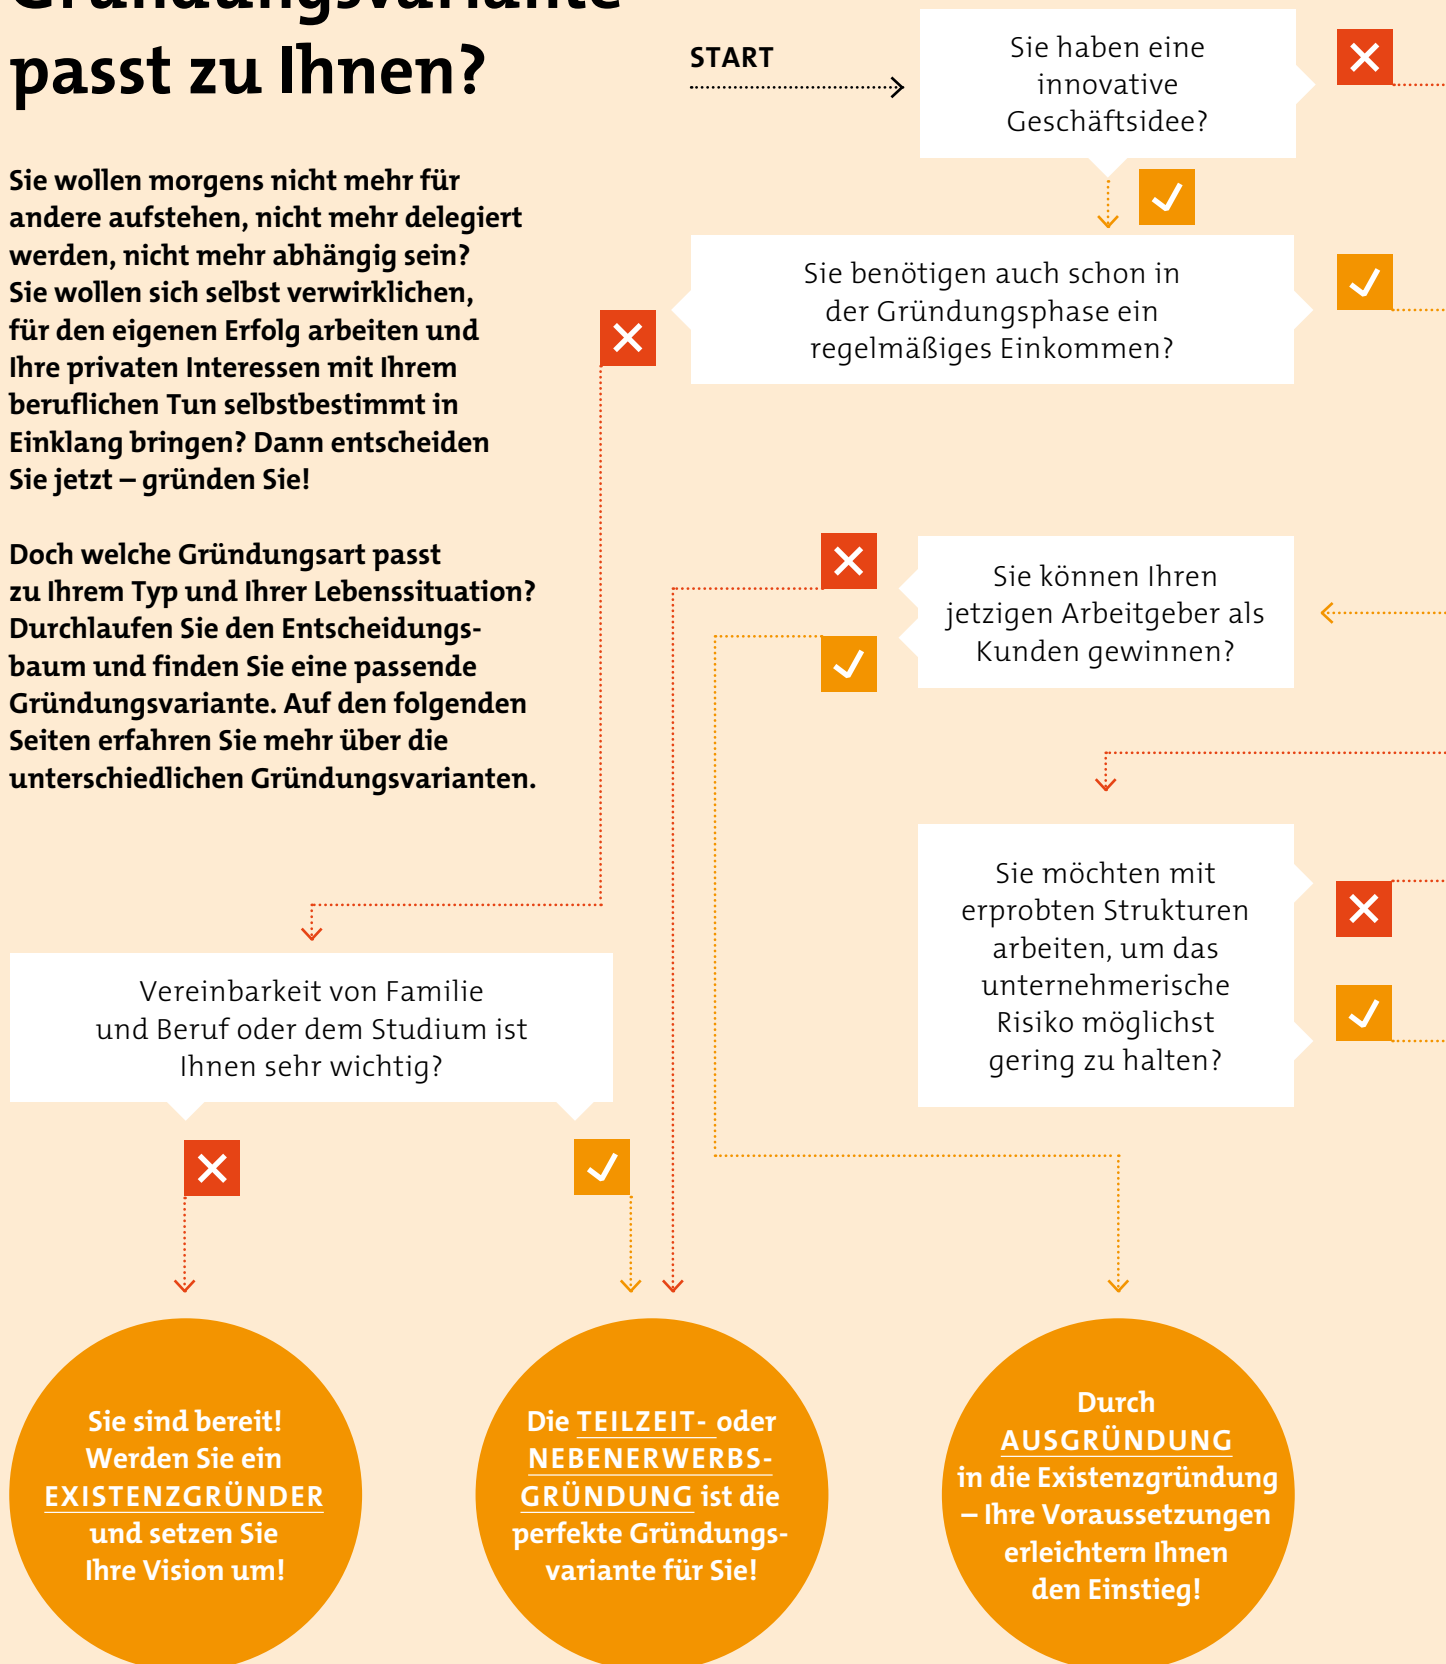 passt zu Ihnen?
Sie wollen morgens nicht mehr für
andere aufstehen, nicht mehr delegiert
werden, nicht mehr abhängig sein?
Sie wollen sich selbst verwirklichen,
für den eigenen Erfolg arbeiten und
Ihre privaten Interessen mit Ihrem
beruflichen Tun selbstbestimmt in
Einklang bringen? Dann entscheiden
Sie jetzt – gründen Sie!
Doch welche Gründungsart passt
zu Ihrem Typ und Ihrer Lebenssituation?
Durchlaufen Sie den Entscheidungs-
baum und finden Sie eine passende
Gründungsvariante. Auf den folgenden
Seiten erfahren Sie mehr über die
unterschiedlichen Gründungsvarianten.
START
Sie haben eine
innovative
Geschäftsidee?
Sie benötigen auch schon in
der Gründungsphase ein
regelmäßiges Einkommen?
Sie können Ihren
jetzigen Arbeitgeber als
Kunden gewinnen?
Sie möchten mit
erprobten Strukturen
arbeiten, um das
unternehmerische
Risiko möglichst
gering zu halten?
Vereinbarkeit von Familie
und Beruf oder dem Studium ist
Ihnen sehr wichtig?
Sie sind bereit!
Werden Sie ein
EXISTENZGRÜNDER
und setzen Sie
Ihre Vision um!
Die TEILZEIT- oder
NEBENERWERBS-
GRÜNDUNG ist die
perfekte Gründungs-
variante für Sie!
Durch
AUSGRÜNDUNG
in die Existenzgründung
– Ihre Voraussetzungen
erleichtern Ihnen
den Einstieg!